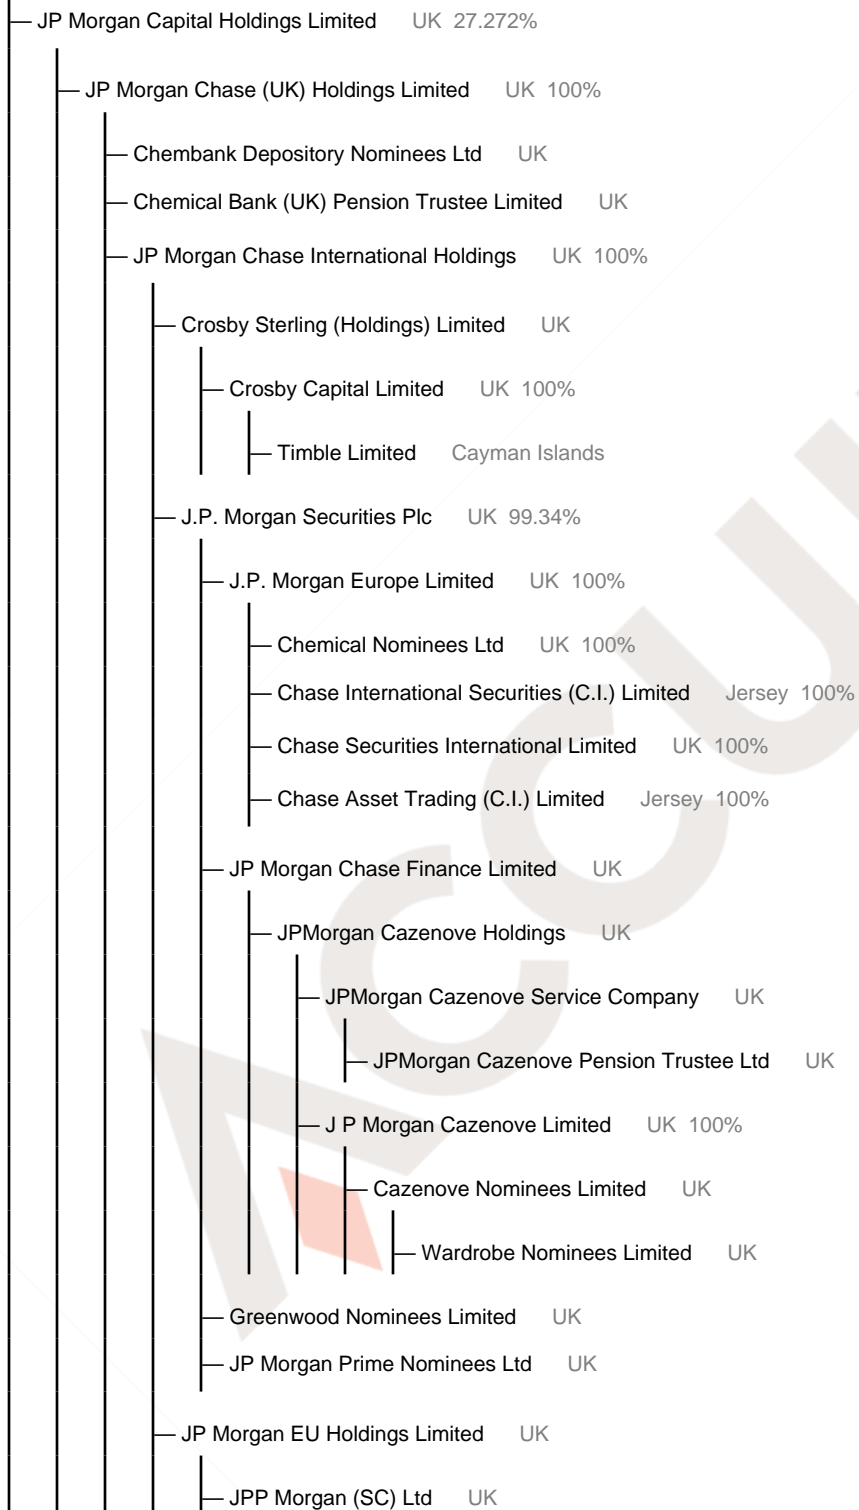 JP Morgan Capital Holdings Limited UK 27.272%
JP Morgan Chase (UK) Holdings Limited UK 100%
Chembank Depository Nominees Ltd UK
Chemical Bank (UK) Pension Trustee Limited UK
JP Morgan Chase International Holdings UK 100%
Crosby Sterling (Holdings) Limited UK
Crosby Capital Limited UK 100%
Timble Limited Cayman Islands
J.P. Morgan Securities Plc UK 99.34%
J.P. Morgan Europe Limited UK 100%
Chemical Nominees Ltd UK 100%
Chase International Securities (C.I.) Limited Jersey 100%
Chase Securities International Limited UK 100%
Chase Asset Trading (C.I.) Limited Jersey 100%
JP Morgan Chase Finance Limited UK
JPMorgan Cazenove Holdings UK
JPMorgan Cazenove Service Company UK
JPMorgan Cazenove Pension Trustee Ltd UK
J P Morgan Cazenove Limited UK 100%
Cazenove Nominees Limited UK
Wardrobe Nominees Limited UK
Greenwood Nominees Limited UK
JP Morgan Prime Nominees Ltd UK
JP Morgan EU Holdings Limited UK
JPP Morgan (SC) Ltd UK